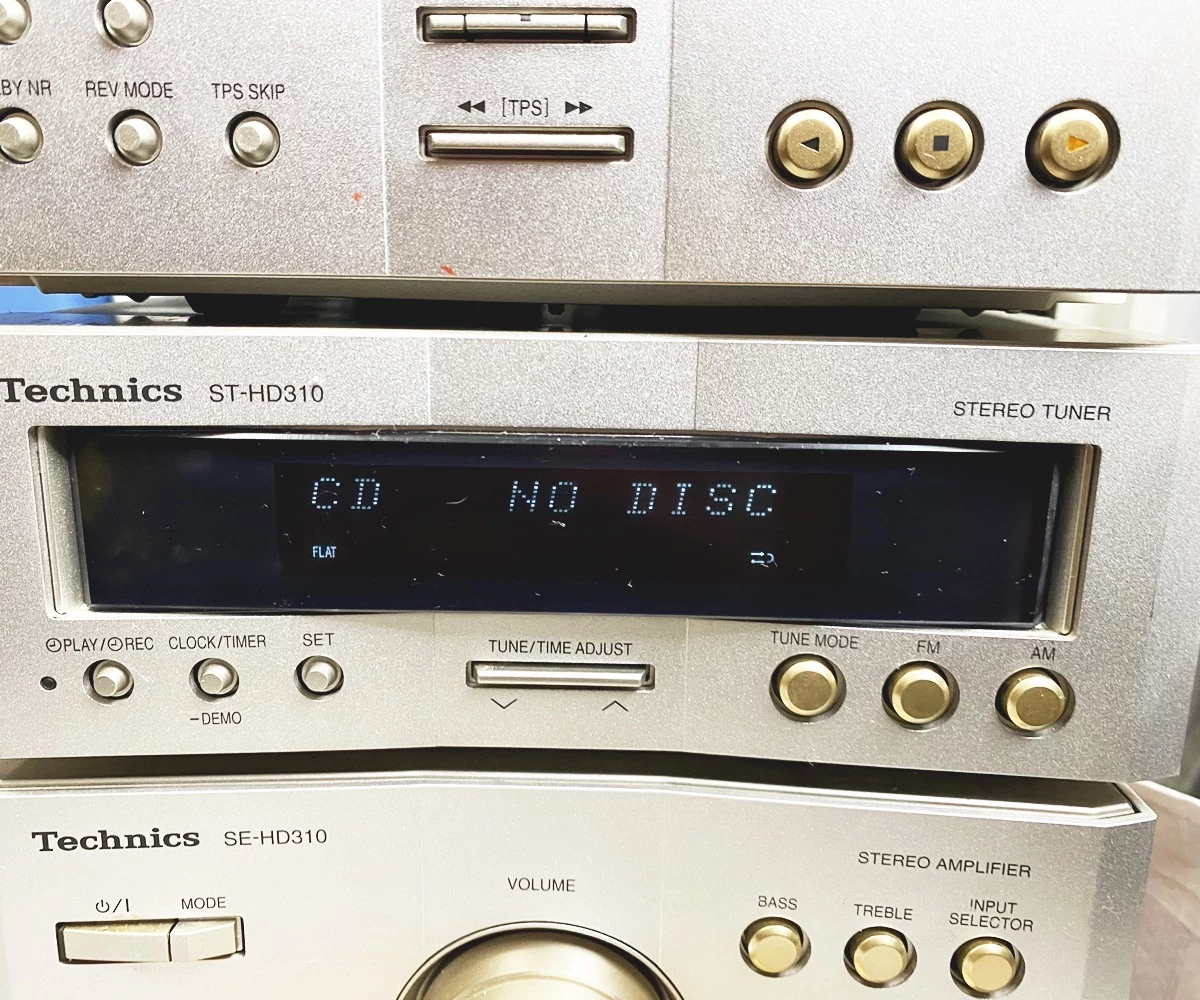 BY NR REV MODE TPS SKIP
[TPS]
Technics ST-HD310
STEREO TUNER
CD NO DISC
FLAT
PLAY/REC CLOCK/TIMER SET
TUNE/TIME ADJUST
TUNE MODE FM AM
−DEMO
Technics SE-HD310
STEREO AMPLIFIER
VOLUME
⏻/I MODE
BASS TREBLE INPUT
SELECTOR